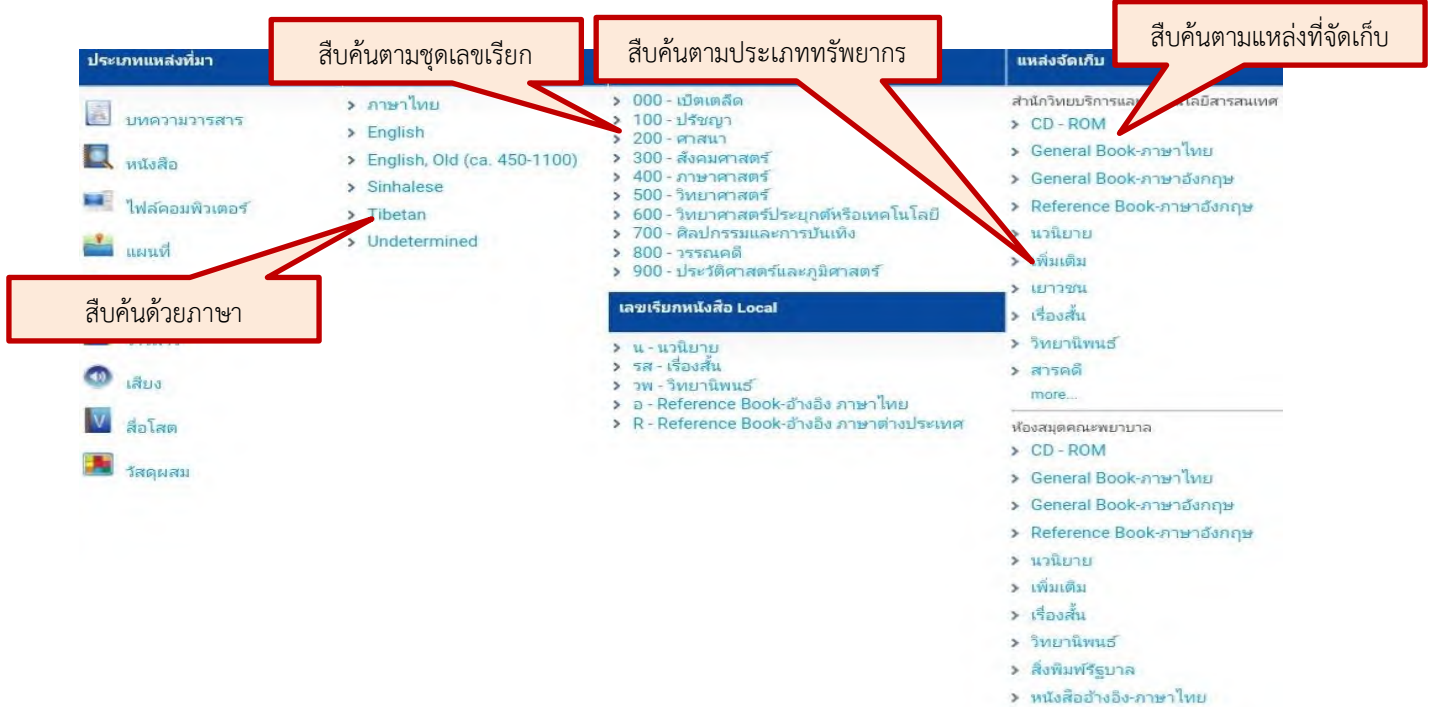 สืบค้นตามชุดเลขเรียก
สืบค้นตามประเภททรัพยากร
สืบค้นตามแหล่งที่จัดเก็บ
สืบค้นด้วยภาษา
ประเภทแหล่งที่มา
บทความวารสาร
หนังสือ
ไฟล์คอมพิวเตอร์
แผนที่
เสียง
สื่อโสต
วัสดุผสม
> ภาษาไทย
> English
> English, Old (ca. 450-1100)
> Sinhalese
> Tibetan
> Undetermined
> 000 - เบ็ตเตล็ด
> 100 - ปรัชญา
> 200 - ศาสนา
> 300 - สังคมศาสตร์
> 400 - ภาษาศาสตร์
> 500 - วิทยาศาสตร์
> 600 - วิทยาศาสตร์ประยุกต์หรือเทคโนโลยี
> 700 - ศิลปกรรมและการบันเทิง
> 800 - วรรณคดี
> 900 - ประวัติศาสตร์และภูมิศาสตร์
เลขเรียกหนังสือ Local
> น - นวนิยาย
> รส - เรื่องสั้น
> วพ - วิทยานิพนธ์
> อ - Reference Book-อ้างอิง ภาษาไทย
> R - Reference Book-อ้างอิง ภาษาต่างประเทศ
แหล่งจัดเก็บ
สำนักวิทยบริการและ โลยีสารสนเทศ
> CD - ROM
> General Book-ภาษาไทย
> General Book-ภาษาอังกฤษ
> Reference Book-ภาษาอังกฤษ
> นวนิยาย
> เพิ่มเติม
> เยาวชน
> เรื่องสั้น
> วิทยานิพนธ์
> สารคดี
more...
ห้องสมุดคณะพยาบาล
> CD - ROM
> General Book-ภาษาไทย
> General Book-ภาษาอังกฤษ
> Reference Book-ภาษาอังกฤษ
> นวนิยาย
> เพิ่มเติม
> เรื่องสั้น
> วิทยานิพนธ์
> สิ่งพิมพ์รัฐบาล
> หนังสืออ้างอิง-ภาษาไทย